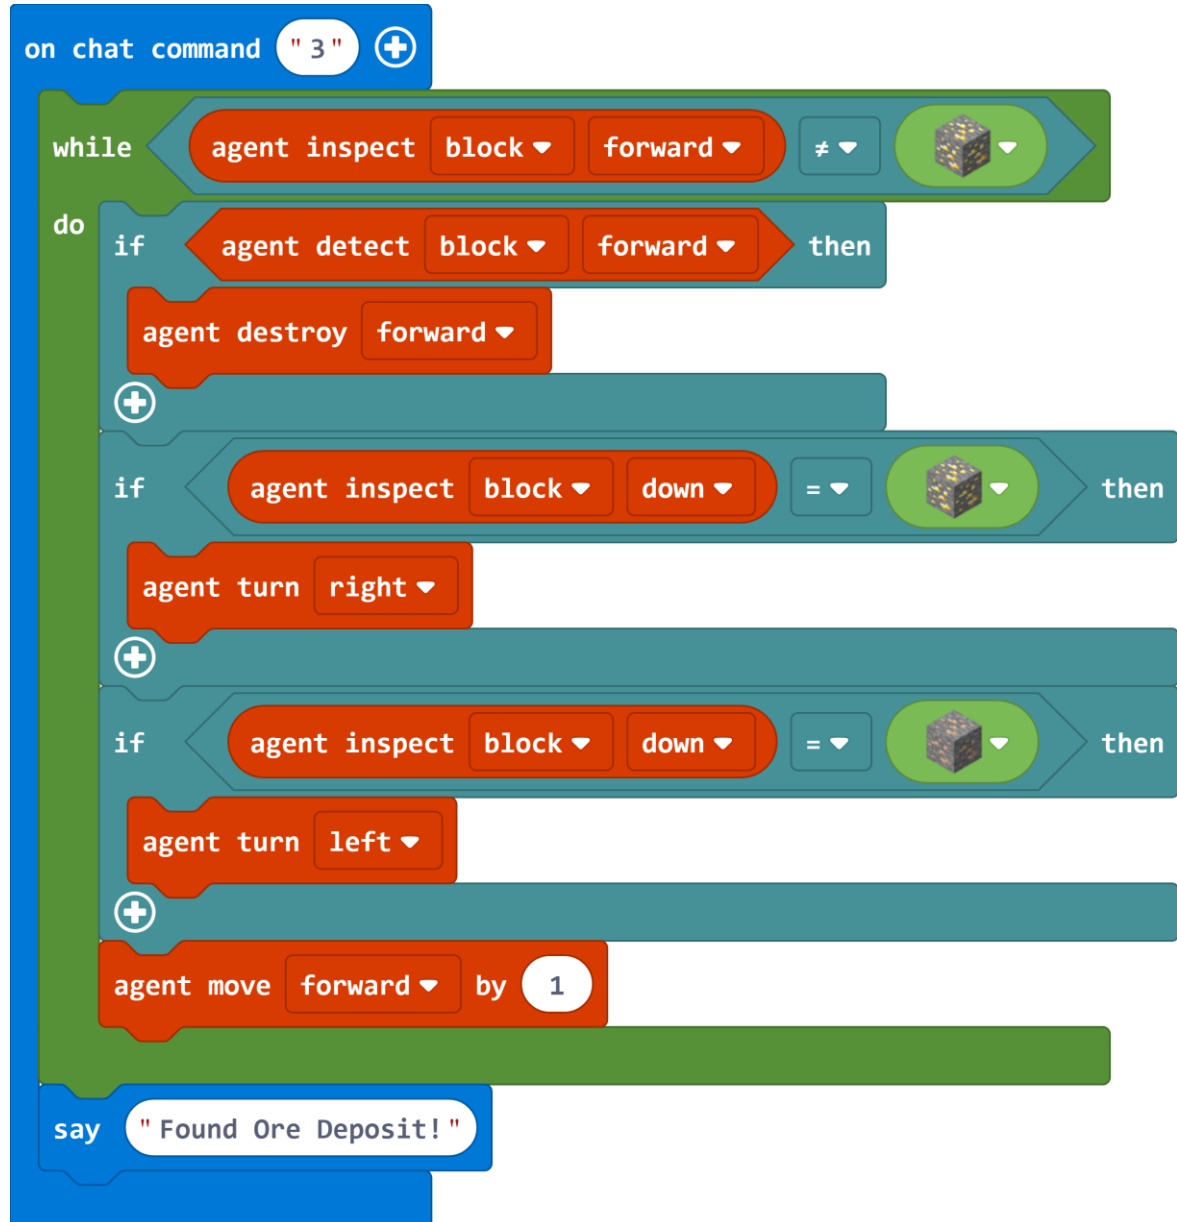 on chat command "3"
while agent inspect block forward ≠
do if agent detect block forward then
agent destroy forward
if agent inspect block down = then
agent turn right
if agent inspect block down = then
agent turn left
agent move forward by 1
say "Found Ore Deposit!"